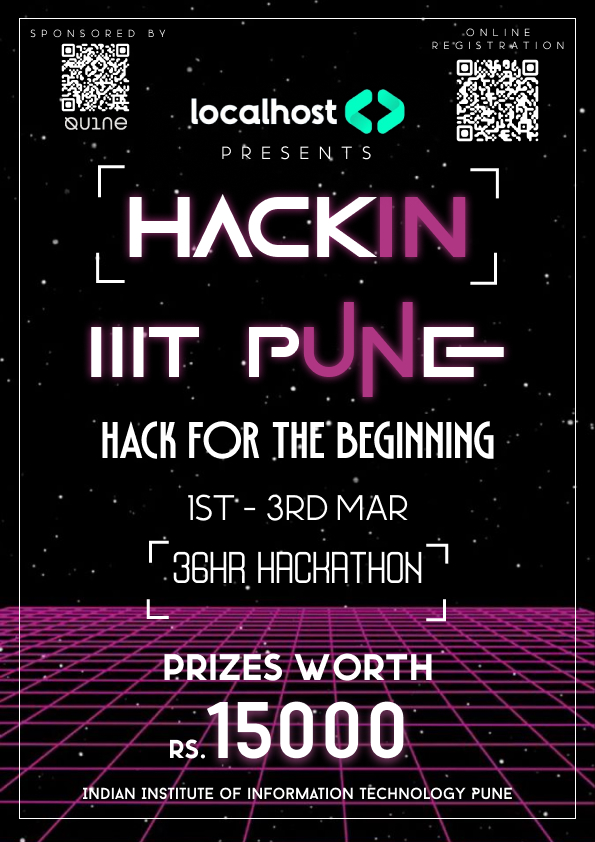 SPONSORED BY
QUINE
ONLINE
REGISTRATION
localhost
PRESENTS
HACKIN
IIIT PUNE
HACK FOR THE BEGINNING
1ST - 3RD MAR
36HR HACKATHON
PRIZES WORTH
RS.15000
INDIAN INSTITUTE OF INFORMATION TECHNOLOGY PUNE